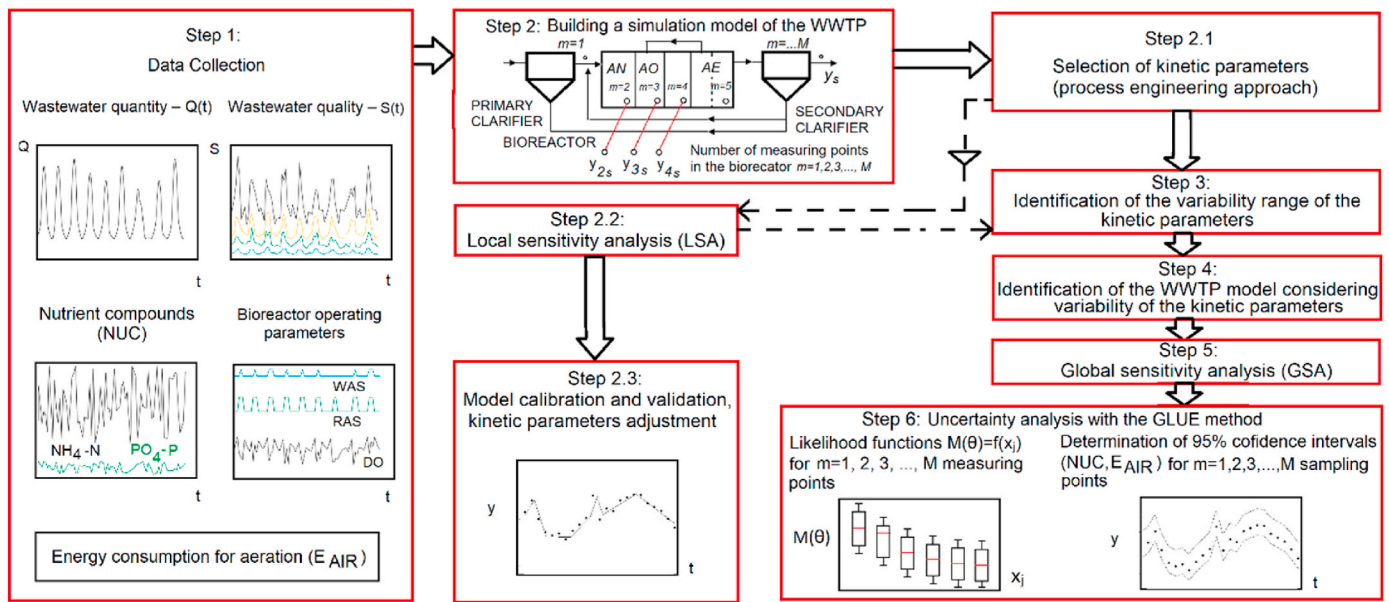 Step 1:
Data Collection
Wastewater quantity – Q(t)
Wastewater quality – S(t)
Q
t
S
t
Nutrient compounds
(NUC)
NH4-N
PO4-P
t
Bioreactor operating
parameters
WAS
RAS
DO
t
Energy consumption for aeration (E AIR)
Step 2: Building a simulation model of the WWTP
m=1
m=...M
AN
AO
AE
m=2
m=3
m=4
m=5
ys
PRIMARY
CLARIFIER
BIOREACTOR
SECONDARY
CLARIFIER
y2s
y3s
y4s
Number of measuring points
in the biorecator m=1,2,3,..., M
Step 2.1
Selection of kinetic parameters
(process engineering approach)
Step 2.2:
Local sensitivity analysis (LSA)
Step 2.3:
Model calibration and validation,
kinetic parameters adjustment
y
t
Step 3:
Identification of the variability range of the
kinetic parameters
Step 4:
Identification of the WWTP model considering
variability of the kinetic parameters
Step 5:
Global sensitivity analysis (GSA)
Step 6: Uncertainty analysis with the GLUE method
Likelihood functions M(θ)=f(xj)
for m=1, 2, 3, ..., M measuring
points
M(θ)
xj
Determination of 95% cofidence intervals
(NUC,EAIR) for m=1,2,3,...,M sampling
points
y
t